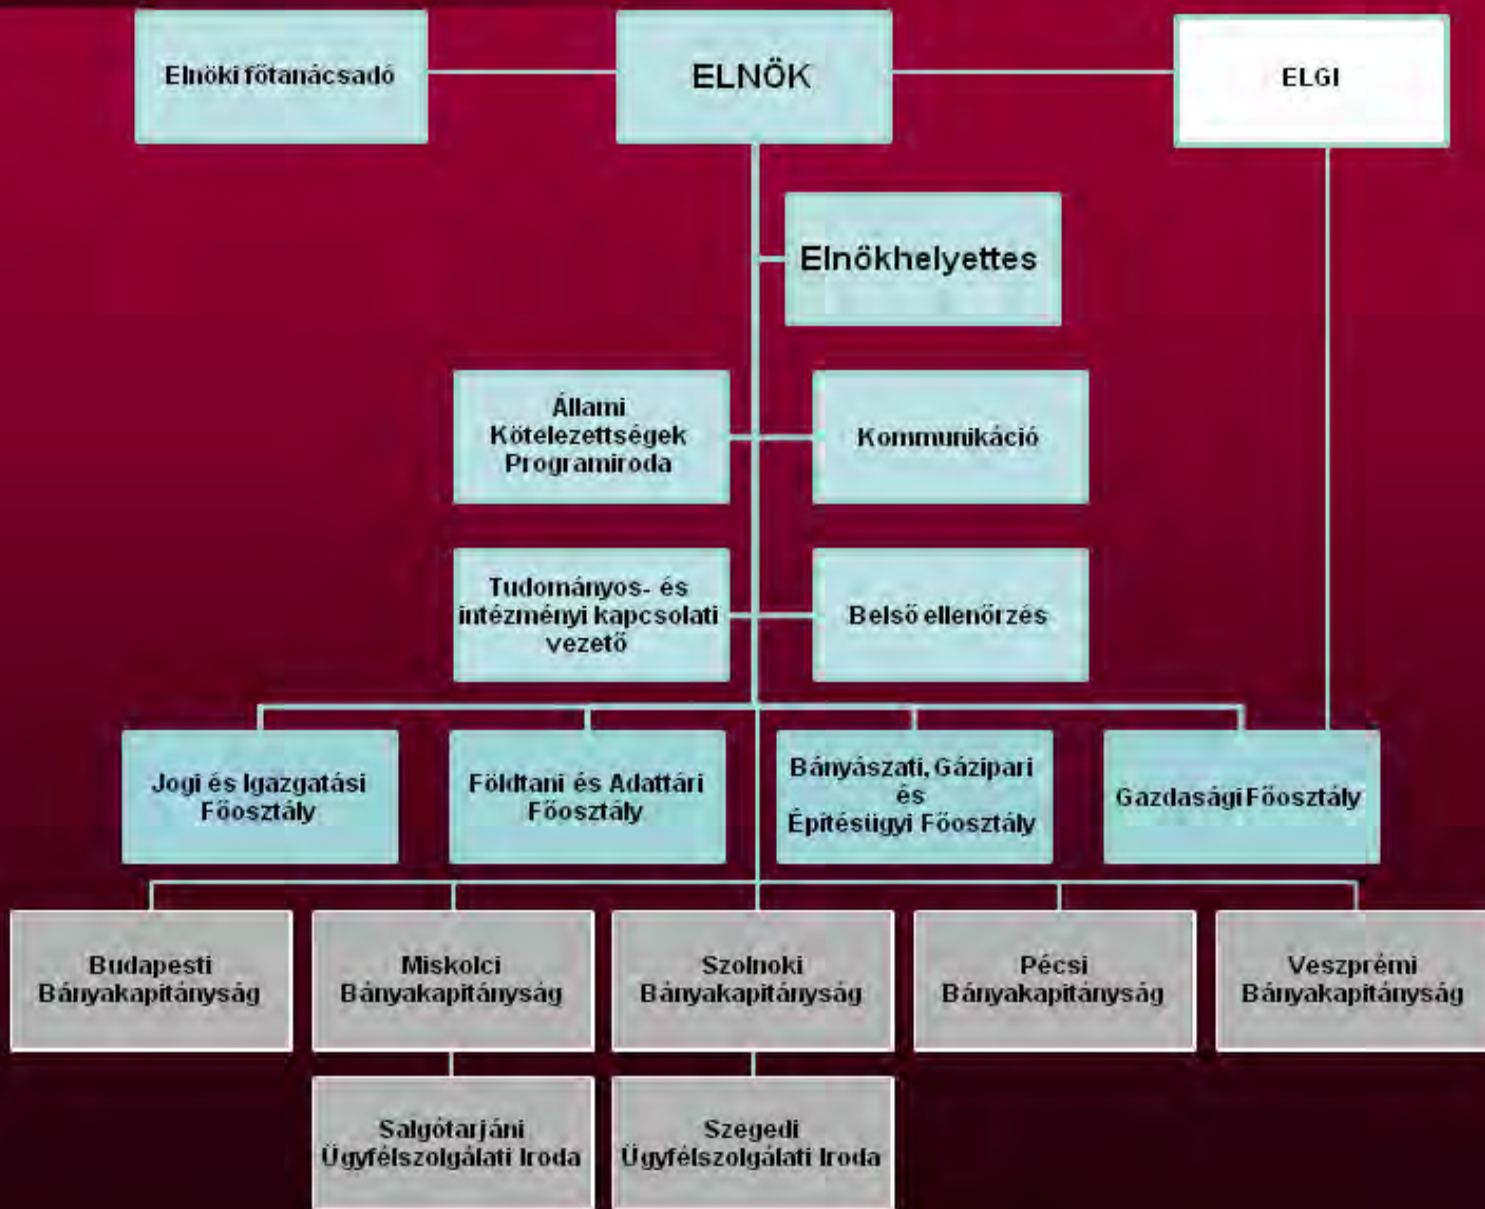 Elnöki főtanácsadó
ELNÖK
ELGI
Elnökhelyettes
Állami
Kötelezettségek
Programiroda
Kommunikáció
Tudományos- és
intézményi kapcsolati
vezető
Belső ellenőrzés
Jogi és Igazgatási
Főosztály
Földtani és Adattári
Főosztály
Bányászati, Gázipari
és
Építésügyi Főosztály
Gazdasági Főosztály
Budapesti
Bányakapitányság
Miskolci
Bányakapitányság
Szolnoki
Bányakapitányság
Pécsi
Bányakapitányság
Veszprémi
Bányakapitányság
Salgótarjáni
Ügyfélszolgálati Iroda
Szegedi
Ügyfélszolgálati Iroda